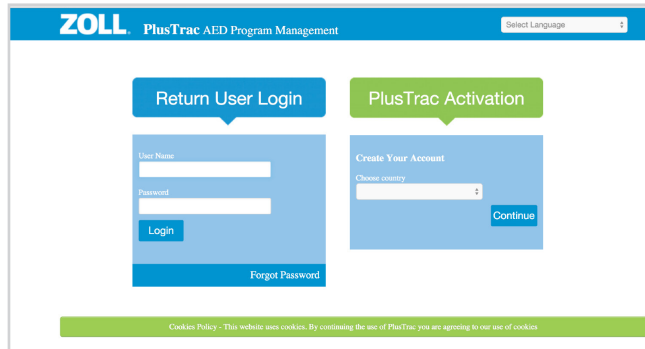 ZOLL. PlusTrac AED Program Management
Select Language
Return User Login
User Name
Password
Login
Forgot Password
PlusTrac Activation
Create Your Account
Choose country
Continue
Cookies Policy - This website uses cookies. By continuing the use of PlusTrac you are agreeing to our use of cookies